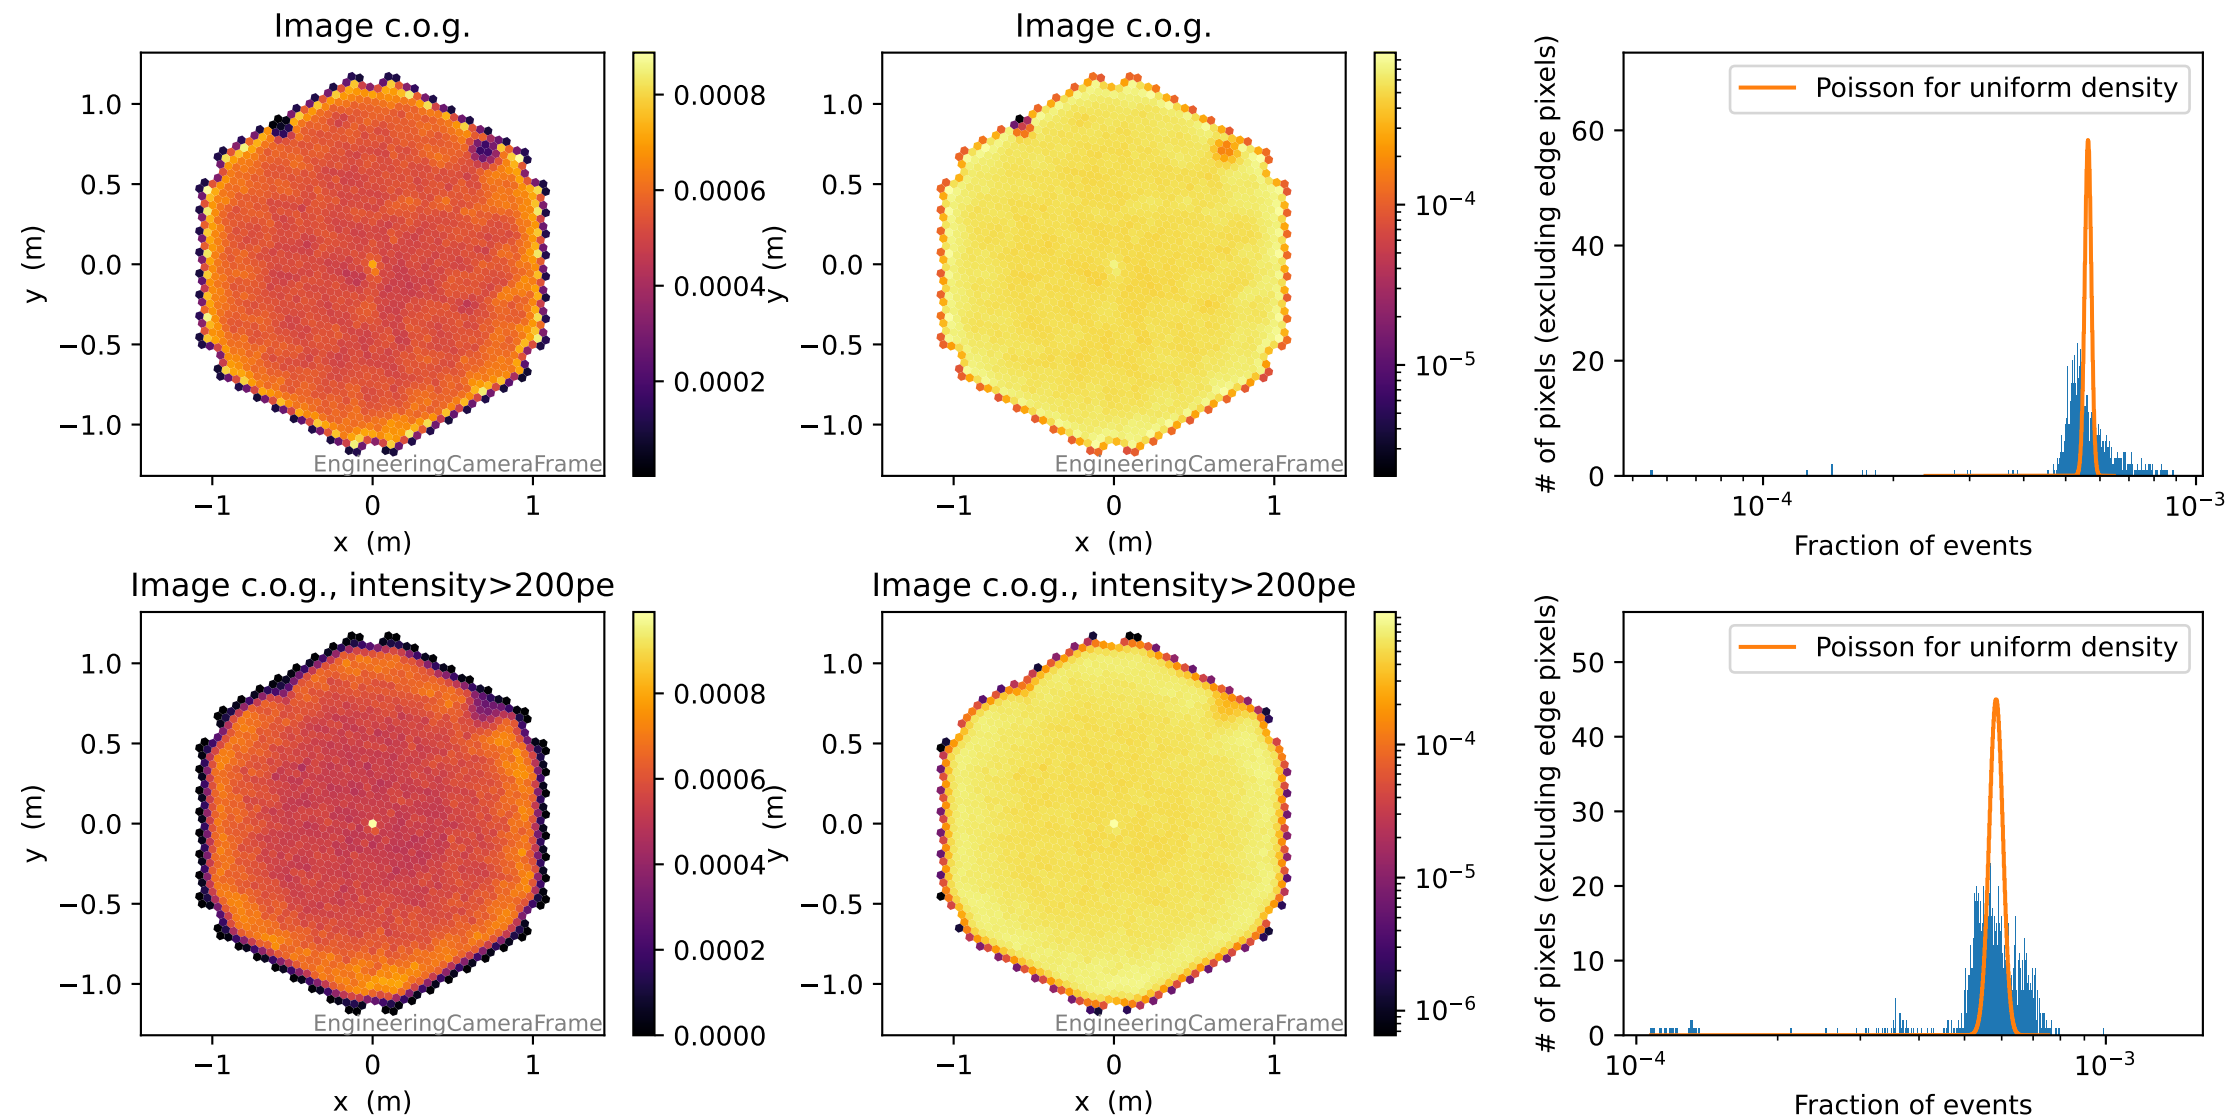 Image c.o.g.
1.0
0.5
0.0
−0.5
−1.0
y (m)
−1
0
1
x (m)
EngineeringCameraFrame
0.0008
0.0006
0.0004
0.0002
Image c.o.g.
1.0
0.5
0.0
−0.5
−1.0
y (m)
−1
0
1
x (m)
EngineeringCameraFrame
10−4
10−5
# of pixels (excluding edge pixels)
60
40
20
0
Poisson for uniform density
10−4
10−3
Fraction of events
Image c.o.g., intensity>200pe
1.0
0.5
0.0
−0.5
−1.0
y (m)
−1
0
1
x (m)
EngineeringCameraFrame
0.0008
0.0006
0.0004
0.0002
0.0000
Image c.o.g., intensity>200pe
1.0
0.5
0.0
−0.5
−1.0
y (m)
−1
0
1
x (m)
EngineeringCameraFrame
10−4
10−5
10−6
# of pixels (excluding edge pixels)
50
40
30
20
10
0
Poisson for uniform density
10−4
10−3
Fraction of events